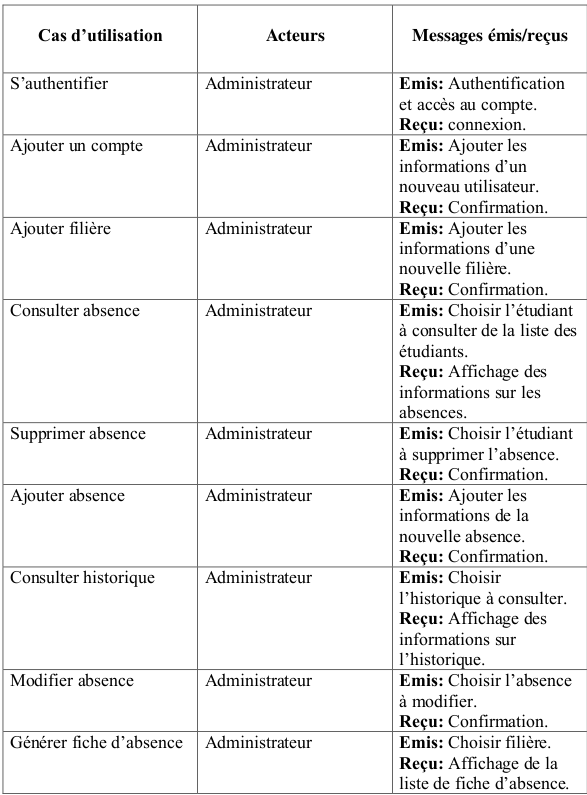 Cas d’utilisation Acteurs Messages émis/reçus
S’authentifier Administrateur Emis: Authentification
et accès au compte.
Reçu: connexion.
Ajouter un compte Administrateur Emis: Ajouter les
informations d’un
nouveau utilisateur.
Reçu: Confirmation.
Ajouter filière Administrateur Emis: Ajouter les
informations d’une
nouvelle filière.
Reçu: Confirmation.
Consulter absence Administrateur Emis: Choisir l’étudiant
à consulter de la liste des
étudiants.
Reçu: Affichage des
informations sur les
absences.
Supprimer absence Administrateur Emis: Choisir l’étudiant
à supprimer l’absence.
Reçu: Confirmation.
Ajouter absence Administrateur Emis: Ajouter les
informations de la
nouvelle absence.
Reçu: Confirmation.
Consulter historique Administrateur Emis: Choisir
l’historique à consulter.
Reçu: Affichage des
informations sur
l’historique.
Modifier absence Administrateur Emis: Choisir l’absence
à modifier.
Reçu: Confirmation.
Générer fiche d’absence Administrateur Emis: Choisir filière.
Reçu: Affichage de la
liste de fiche d’absence.